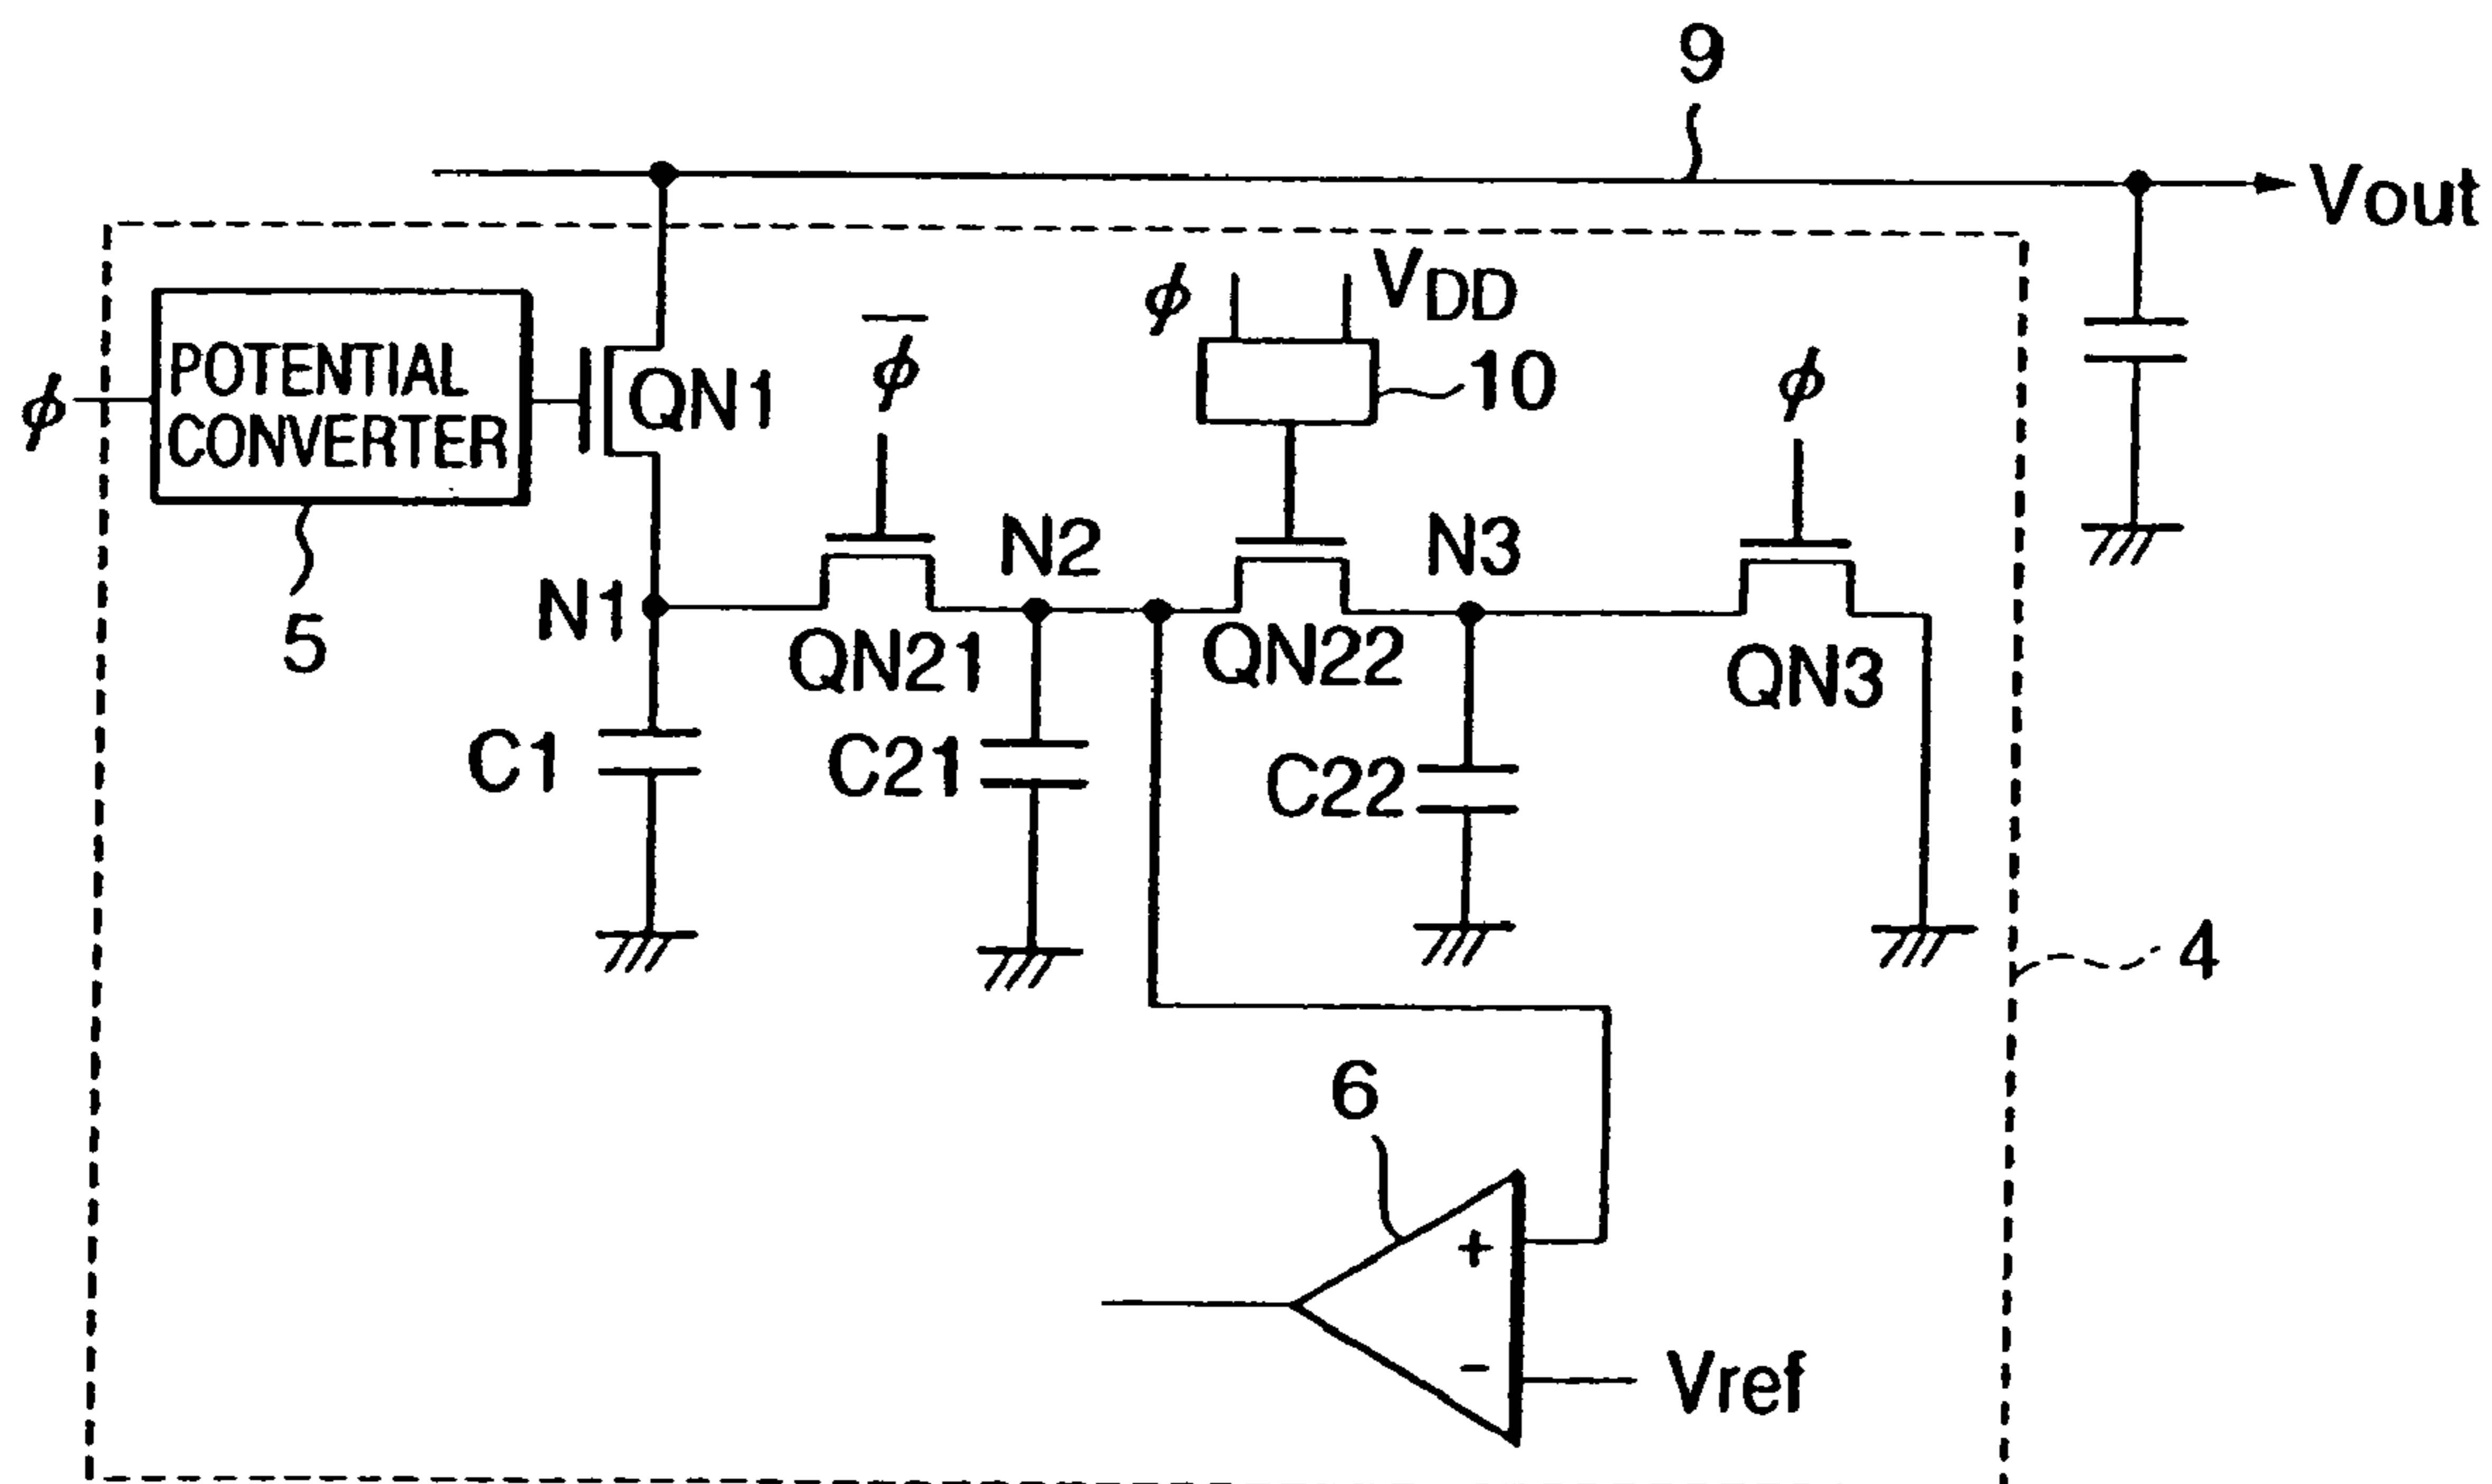 9
Vout
ϕ
POTENTIAL
CONVERTER
5
QN1
ϕ̅
ϕ
VDD
10
ϕ
N1
N2
N3
QN21
QN22
QN3
C1
C21
C22
4
6
+
−
Vref